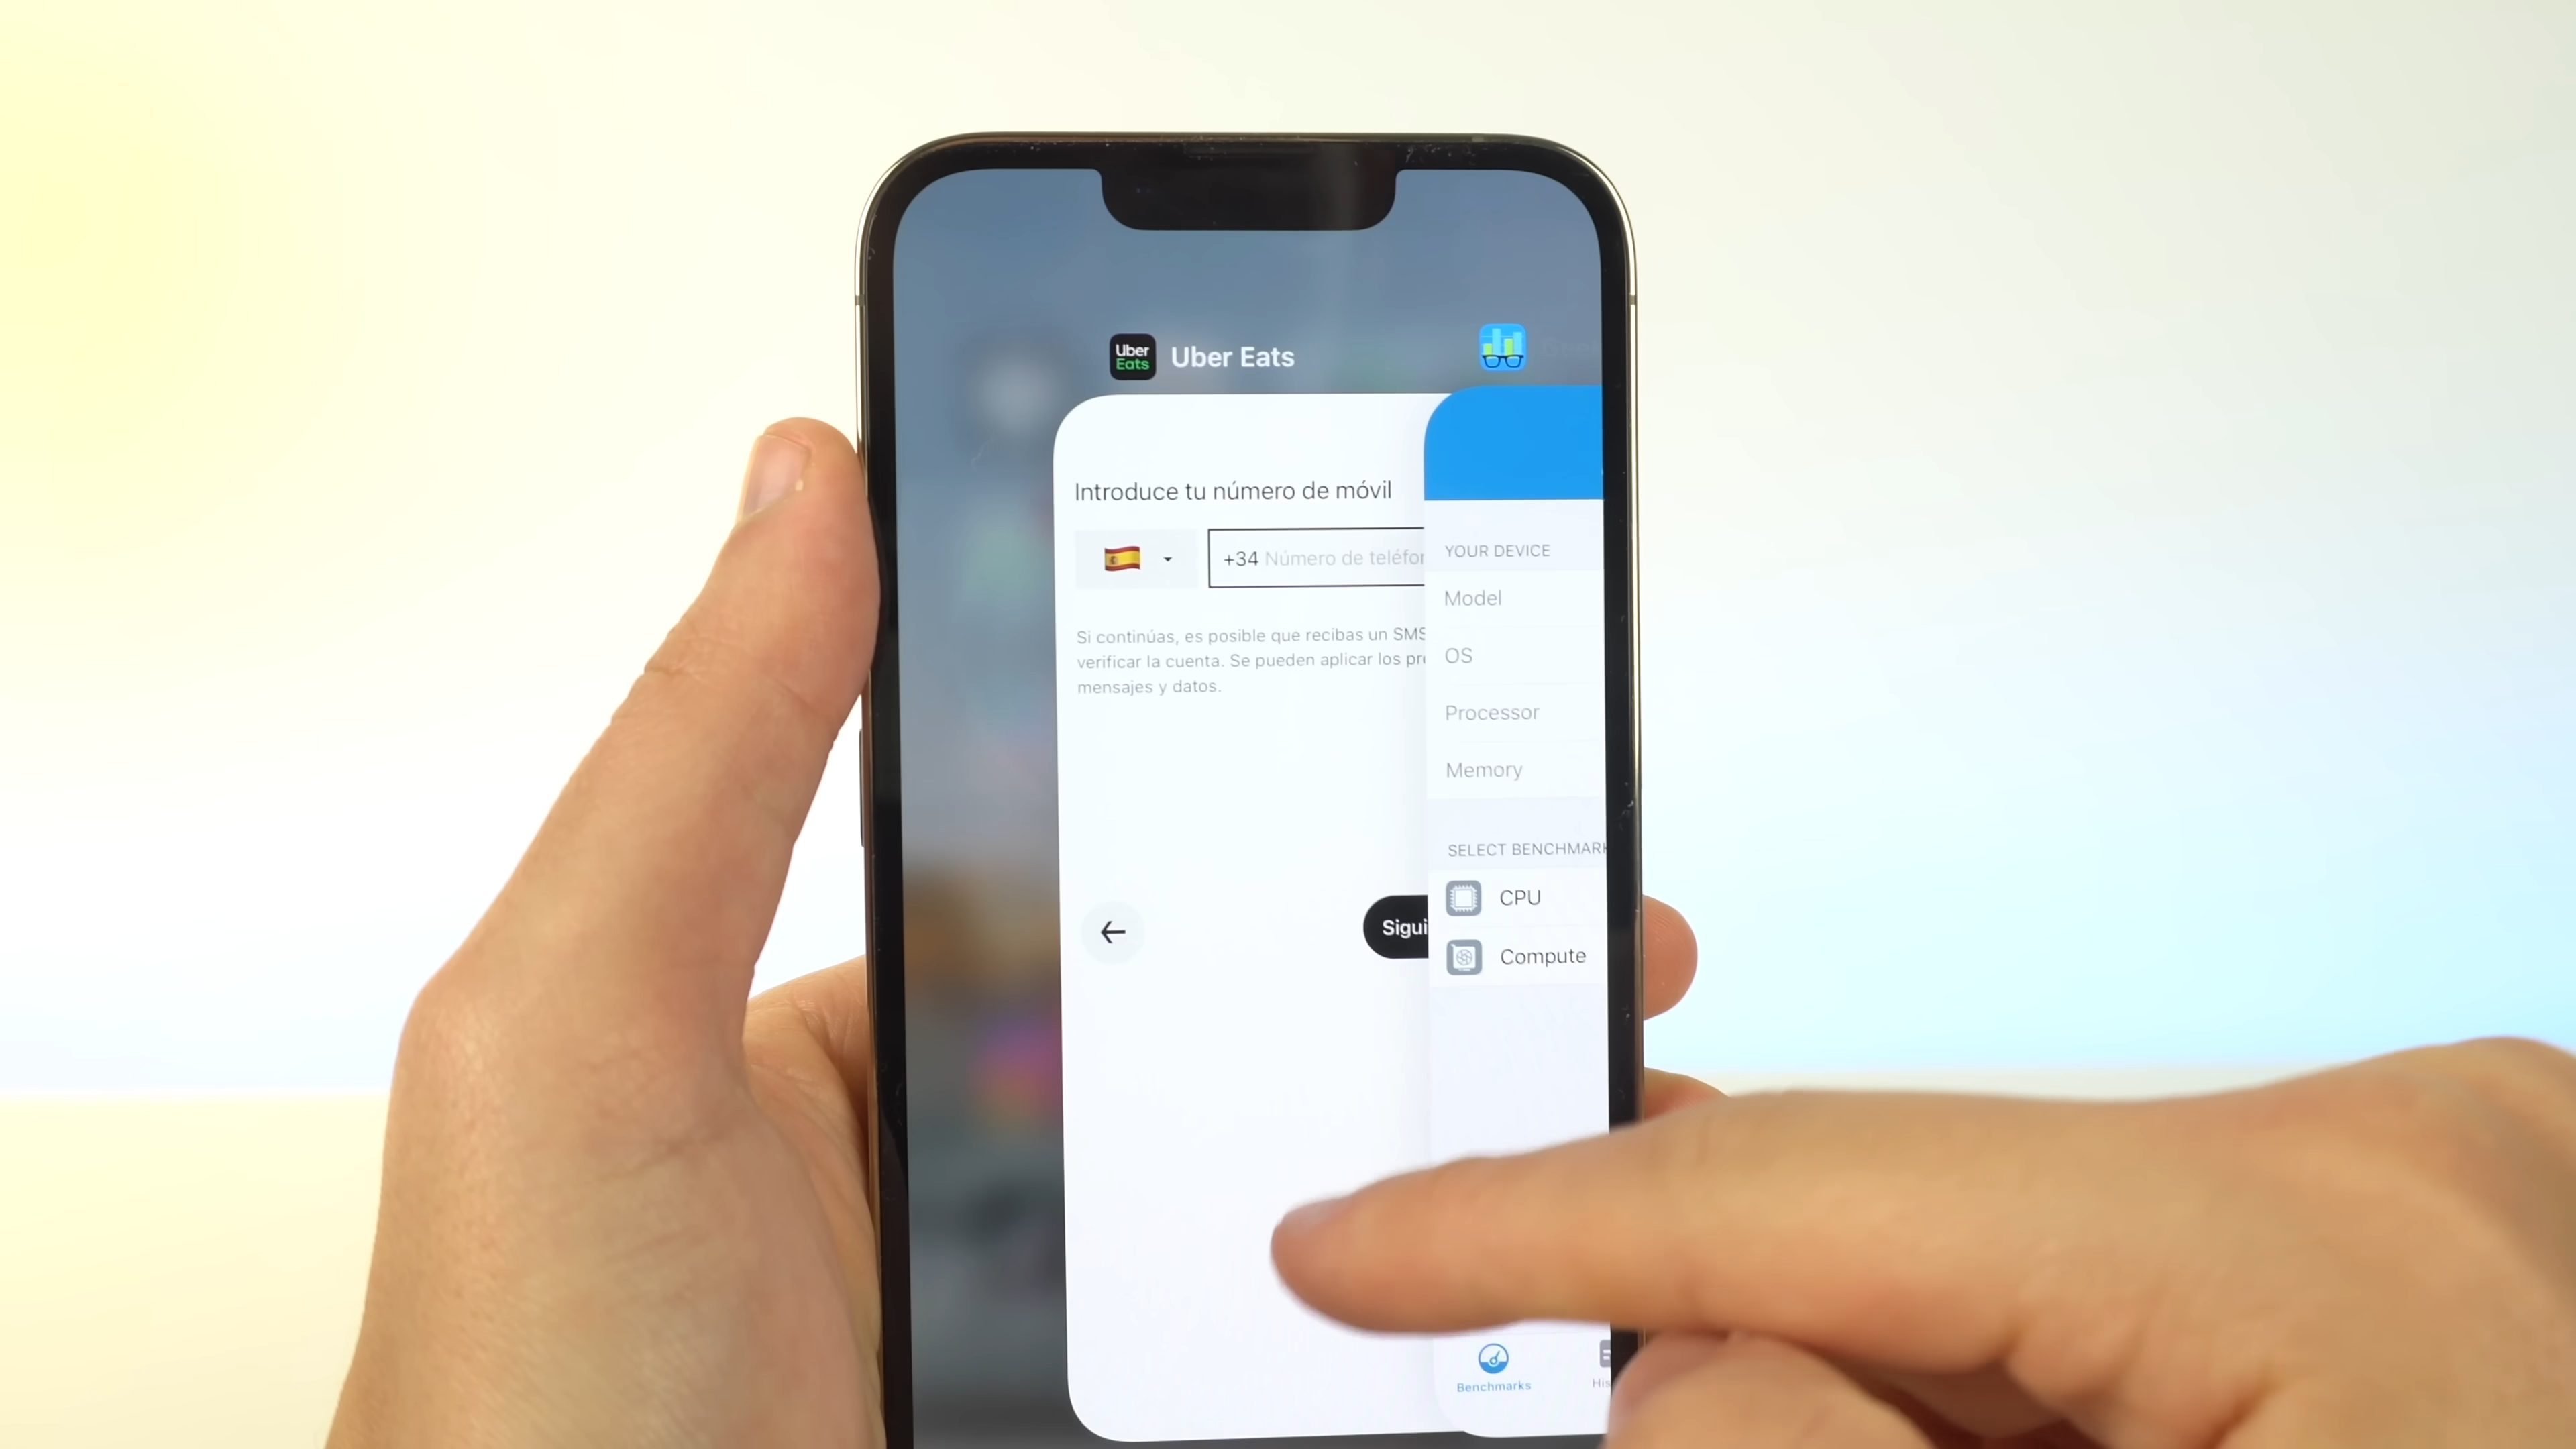 Uber
Eats
Uber Eats
Introduce tu número de móvil
+34 Número de teléfon
Si continúas, es posible que recibas un SMS
verificar la cuenta. Se pueden aplicar los pre
mensajes y datos.
Sigui
YOUR DEVICE
Model
OS
Processor
Memory
SELECT BENCHMARK
CPU
Compute
Benchmarks
His